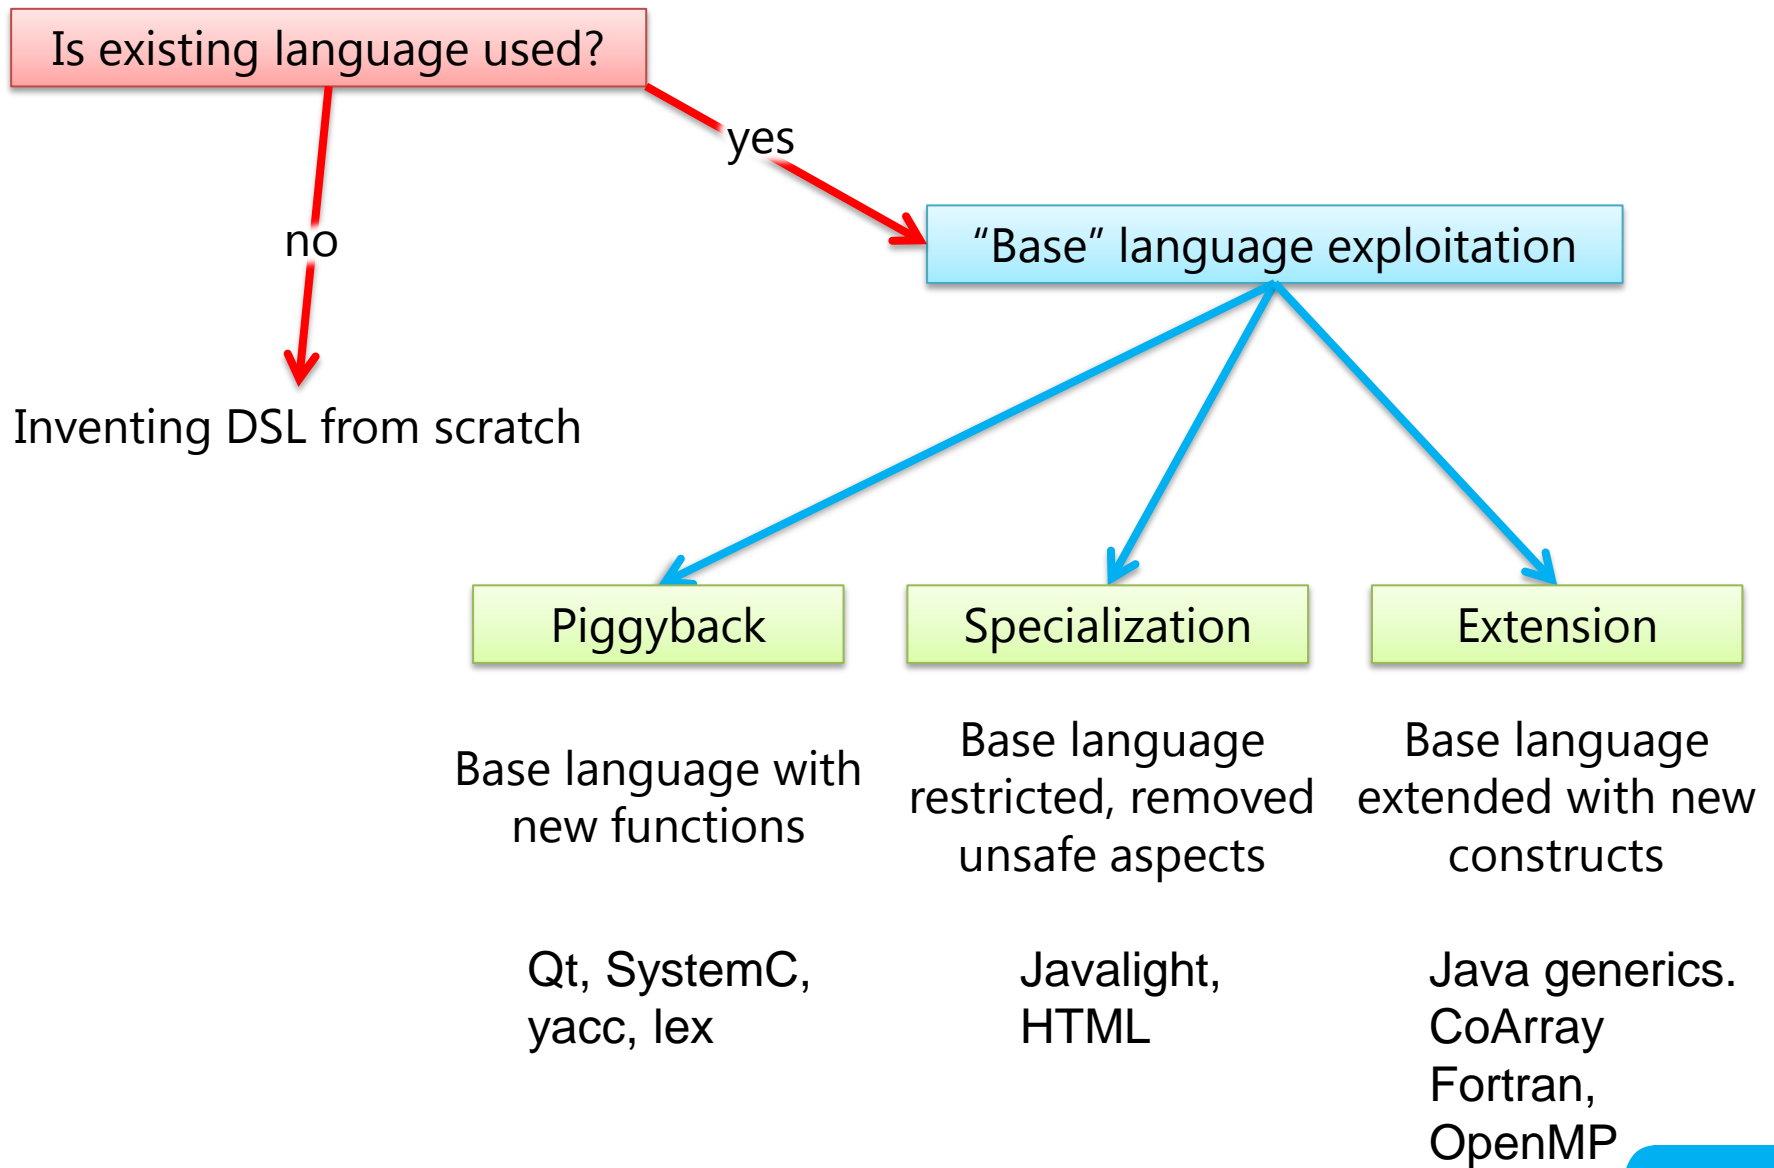 Is existing language used?
yes
no
“Base” language exploitation
Inventing DSL from scratch
Piggyback
Specialization
Extension
Base language with
new functions
Base language
restricted, removed
unsafe aspects
Base language
extended with new
constructs
Qt, SystemC,
yacc, lex
Javalight,
HTML
Java generics.
CoArray
Fortran,
OpenMP